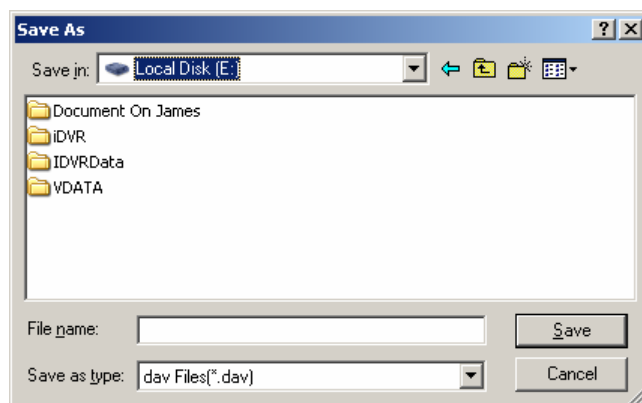 Save As
Save in: Local Disk (E:
Document On James
iDVR
IDVRData
VDATA
File name:
Save
Save as type: dav Files(*.dav)
Cancel